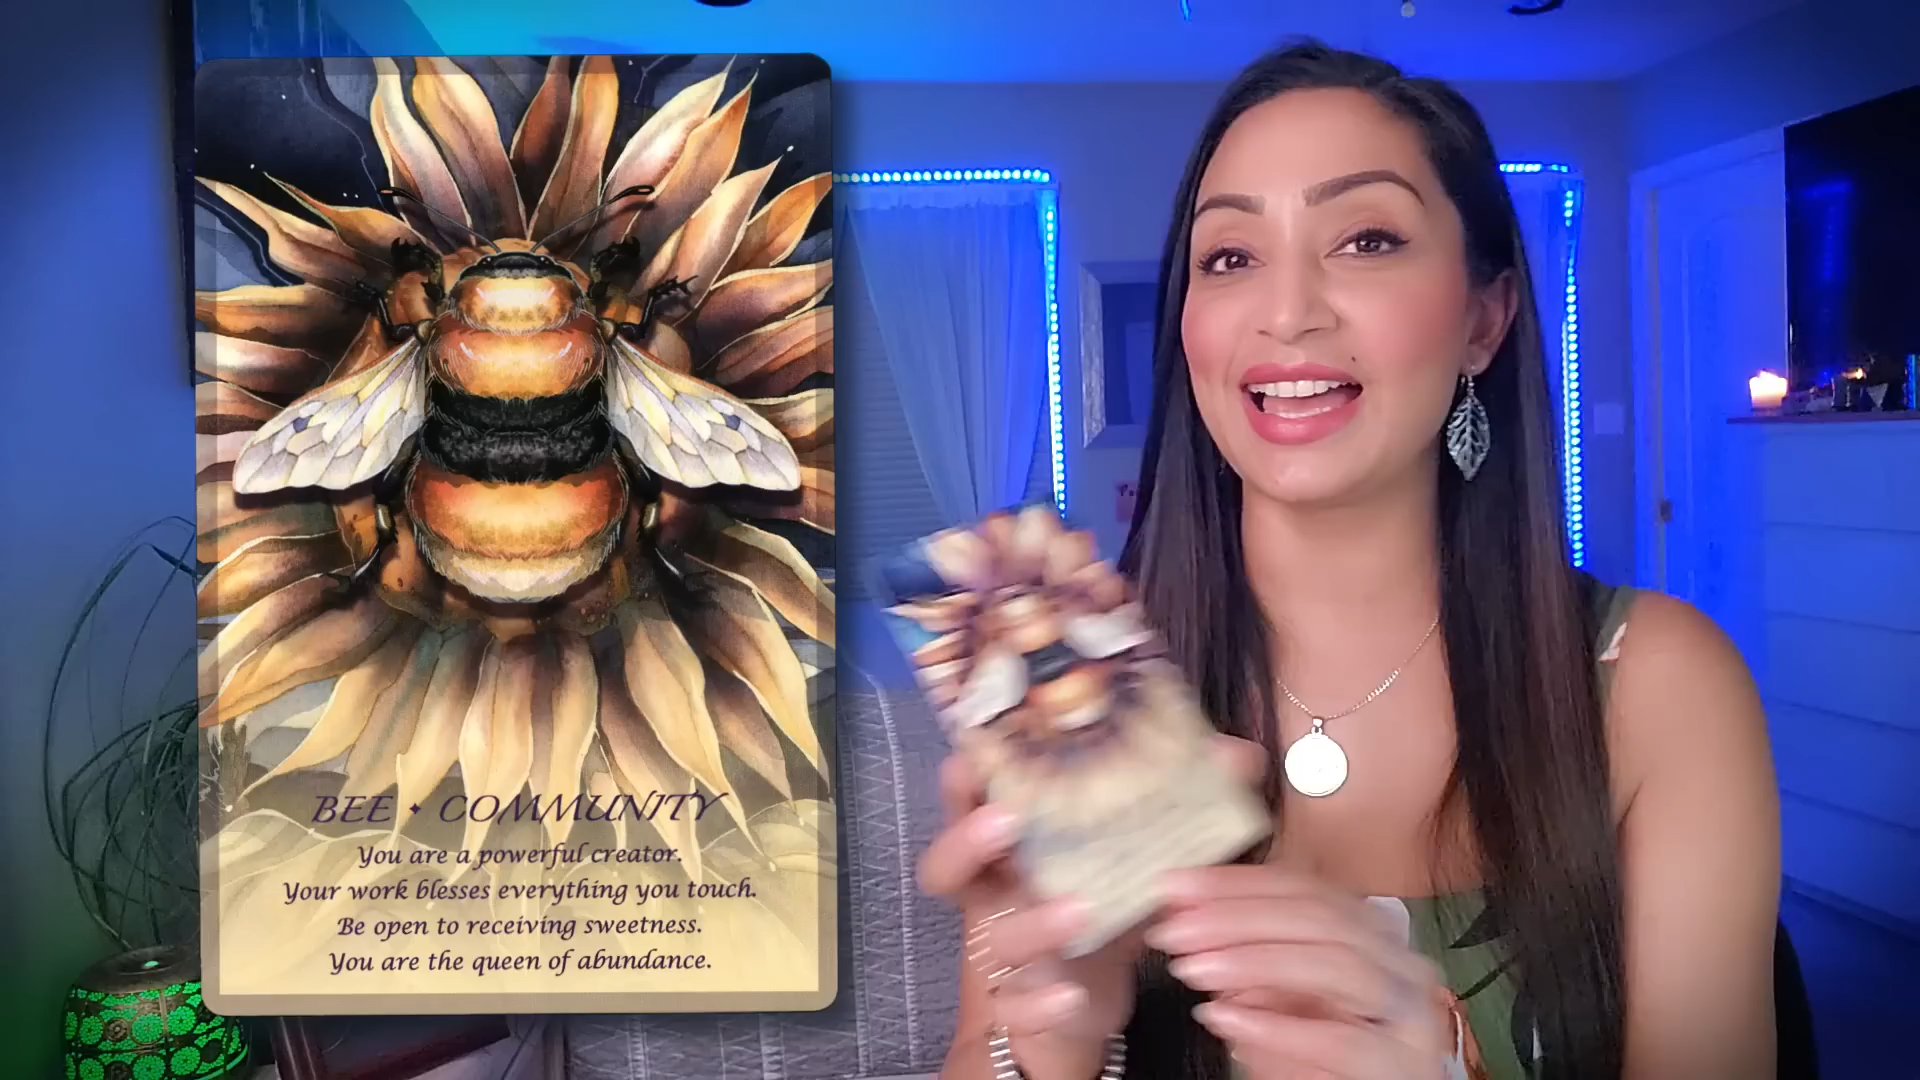 BEE ✦ COMMUNITY
You are a powerful creator.
Your work blesses everything you touch.
Be open to receiving sweetness.
You are the queen of abundance.